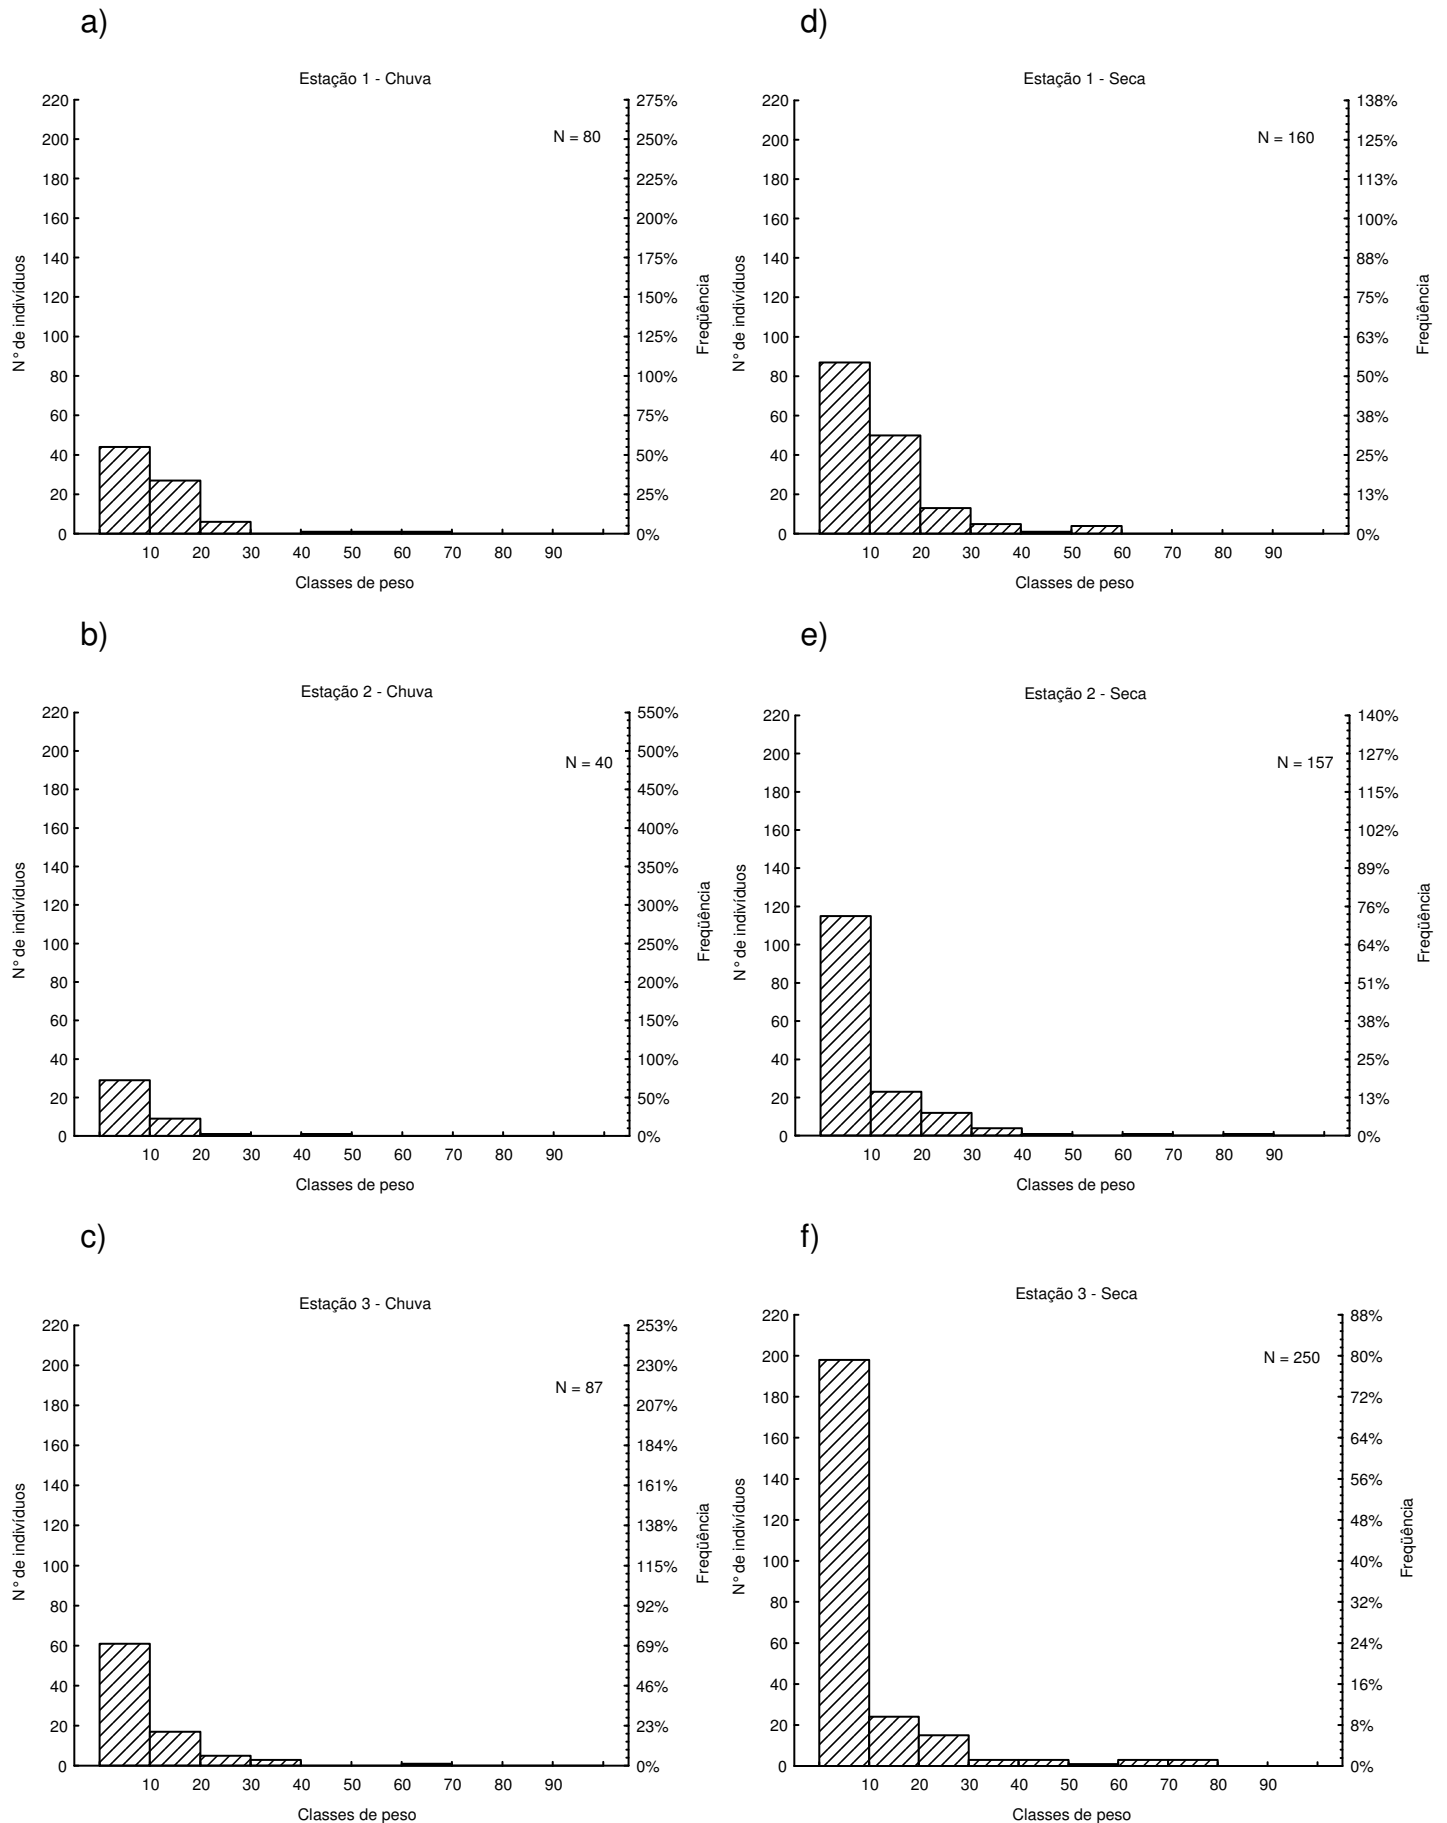 a)
Estação 1 - Chuva
N = 80
220 200 180 160 140 120 100 80 60 40 20 0
275% 250% 225% 200% 175% 150% 125% 100% 75% 50% 25% 0%
N° de indivíduos
Freqüência
10 20 30 40 50 60 70 80 90
Classes de peso
d)
Estação 1 - Seca
N = 160
220 200 180 160 140 120 100 80 60 40 20 0
138% 125% 113% 100% 88% 75% 63% 50% 38% 25% 13% 0%
N° de indivíduos
Freqüência
10 20 30 40 50 60 70 80 90
Classes de peso
b)
Estação 2 - Chuva
N = 40
220 200 180 160 140 120 100 80 60 40 20 0
550% 500% 450% 400% 350% 300% 250% 200% 150% 100% 50% 0%
N° de indivíduos
Freqüência
10 20 30 40 50 60 70 80 90
Classes de peso
e)
Estação 2 - Seca
N = 157
220 200 180 160 140 120 100 80 60 40 20 0
140% 127% 115% 102% 89% 76% 64% 51% 38% 25% 13% 0%
N° de indivíduos
Freqüência
10 20 30 40 50 60 70 80 90
Classes de peso
c)
Estação 3 - Chuva
N = 87
220 200 180 160 140 120 100 80 60 40 20 0
253% 230% 207% 184% 161% 138% 115% 92% 69% 46% 23% 0%
N° de indivíduos
Freqüência
10 20 30 40 50 60 70 80 90
Classes de peso
f)
Estação 3 - Seca
N = 250
220 200 180 160 140 120 100 80 60 40 20 0
88% 80% 72% 64% 56% 48% 40% 32% 24% 16% 8% 0%
N° de indivíduos
Freqüência
10 20 30 40 50 60 70 80 90
Classes de peso